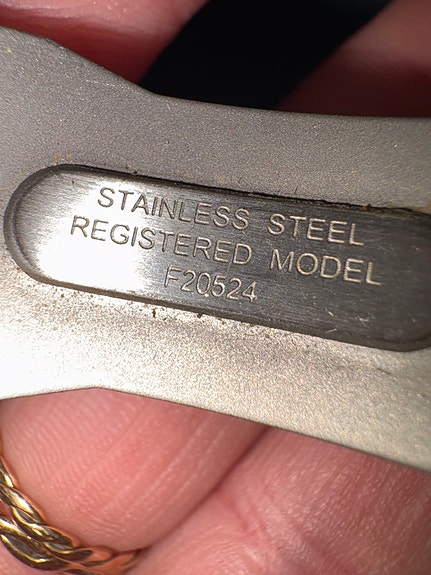 STAINLESS STEEL
REGISTERED MODEL
F20524